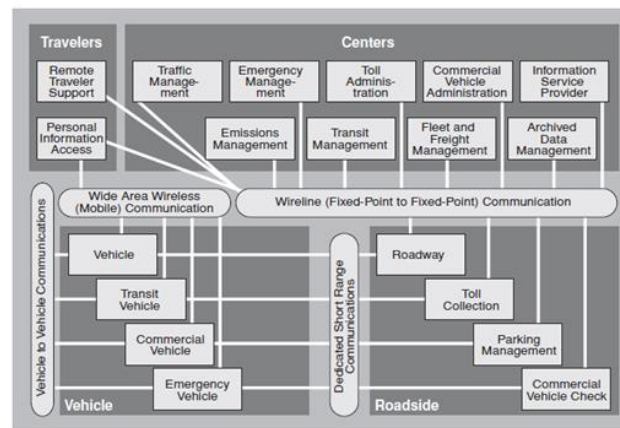 Travelers
Centers
Remote
Traveler
Support
Traffic
Manage-
ment
Emergency
Manage-
ment
Toll
Adminis-
tration
Commercial
Vehicle
Administration
Information
Service
Provider
Personal
Information
Access
Emissions
Management
Transit
Management
Fleet and
Freight
Management
Archived
Data
Management
Wide Area Wireless
(Mobile) Communication
Wireline (Fixed-Point to Fixed-Point) Communication
Vehicle to Vehicle Communications
Vehicle
Transit
Vehicle
Commercial
Vehicle
Emergency
Vehicle
Vehicle
Dedicated Short Range
Communications
Roadway
Toll
Collection
Parking
Management
Commercial
Vehicle Check
Roadside